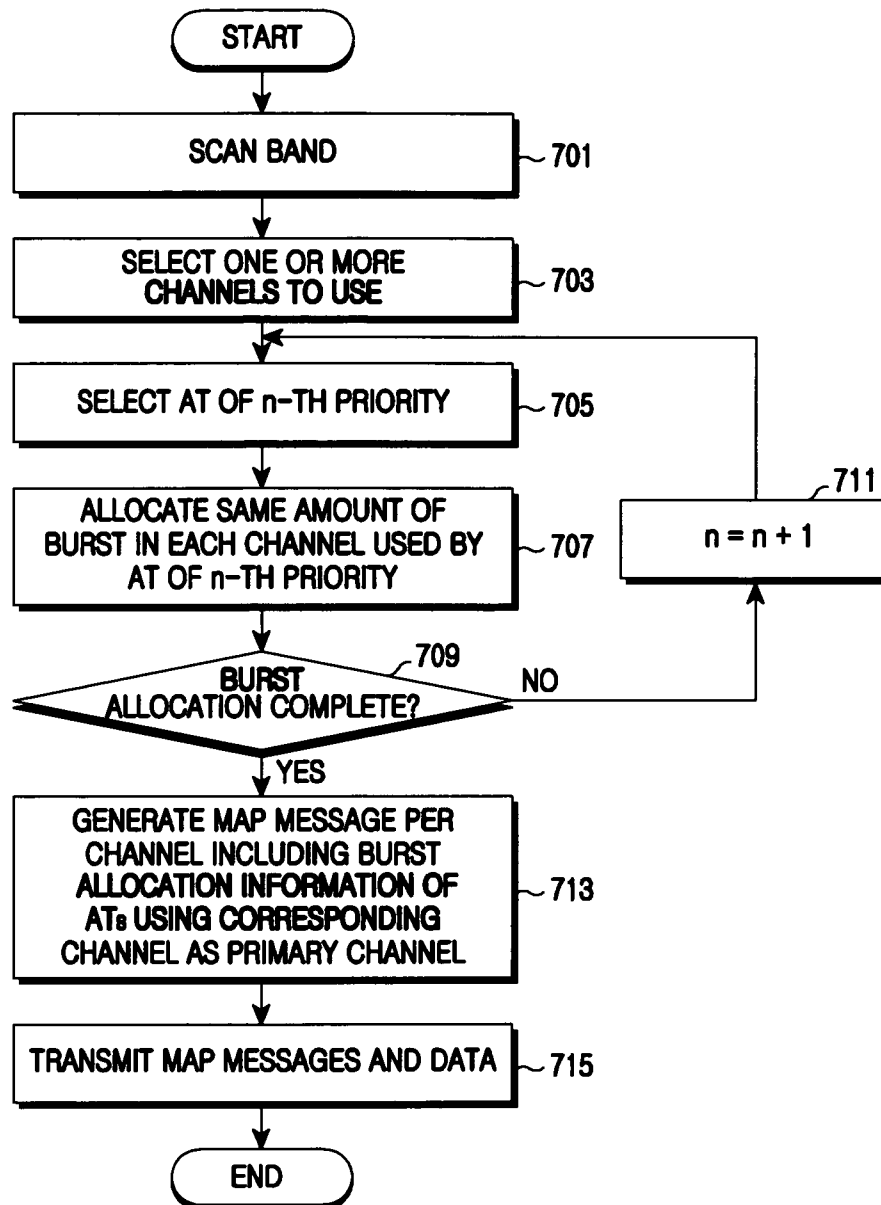 START
SCAN BAND
701
SELECT ONE OR MORE
CHANNELS TO USE
703
SELECT AT OF n-TH PRIORITY
705
ALLOCATE SAME AMOUNT OF
BURST IN EACH CHANNEL USED BY
AT OF n-TH PRIORITY
707
711
n = n + 1
709
BURST
ALLOCATION COMPLETE?
NO
YES
GENERATE MAP MESSAGE PER
CHANNEL INCLUDING BURST
ALLOCATION INFORMATION OF
ATs USING CORRESPONDING
CHANNEL AS PRIMARY CHANNEL
713
TRANSMIT MAP MESSAGES AND DATA
715
END